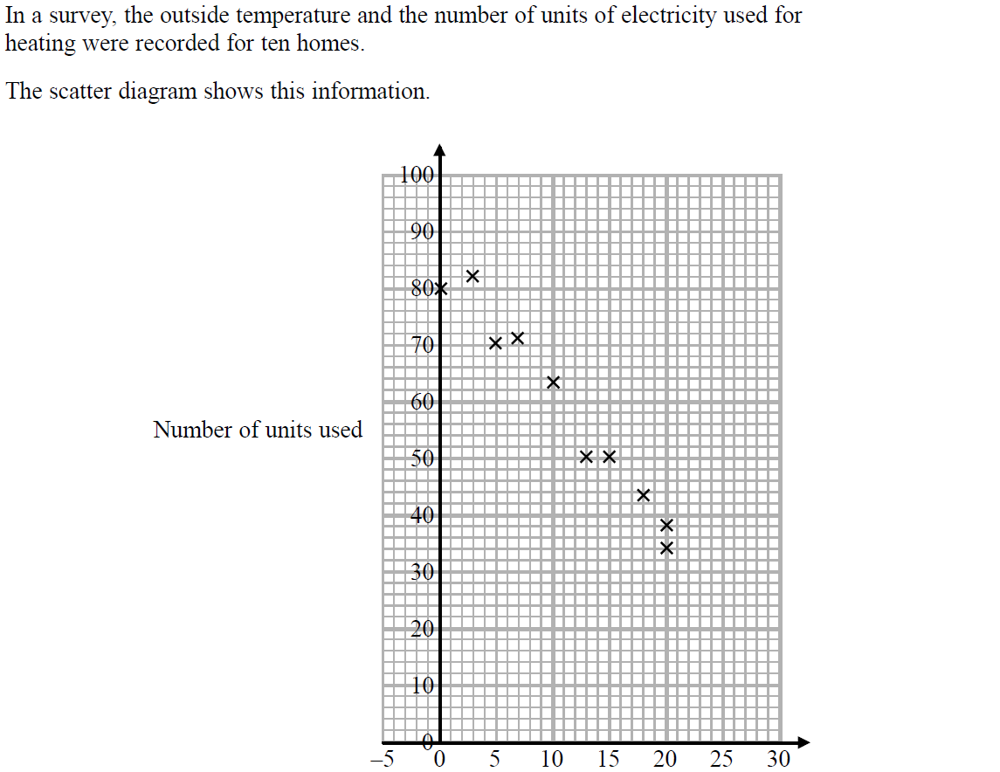 In a survey, the outside temperature and the number of units of electricity used for
heating were recorded for ten homes.
The scatter diagram shows this information.
100
90
80
70
60
Number of units used
50
40
30
20
10
0
–5 0 5 10 15 20 25 30